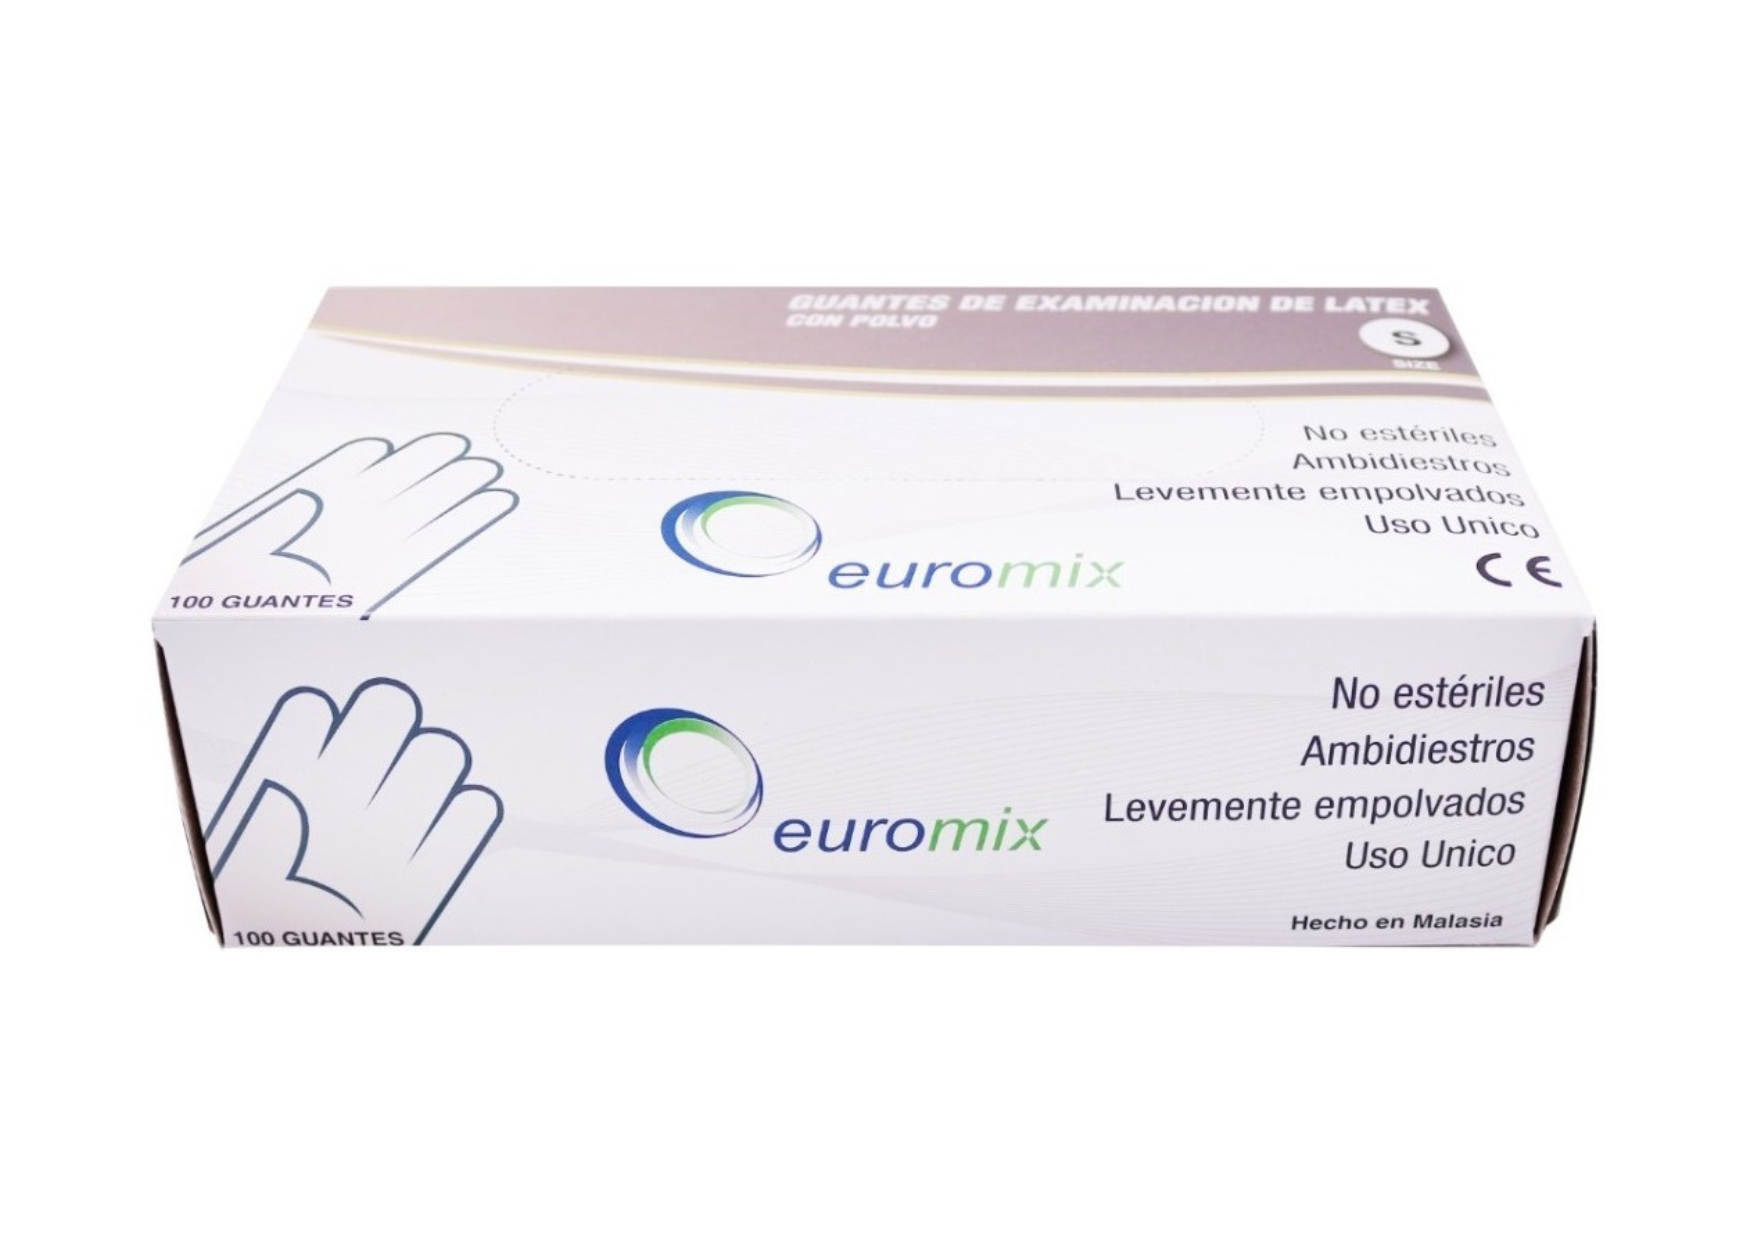 GUANTES DE EXAMINACION DE LATEX
CON POLVO
S
SIZE
No estériles
Ambidiestros
Levemente empolvados
Uso Unico
euromix
CE
100 GUANTES
No estériles
Ambidiestros
Levemente empolvados
euromix
Uso Unico
Hecho en Malasia
100 GUANTES